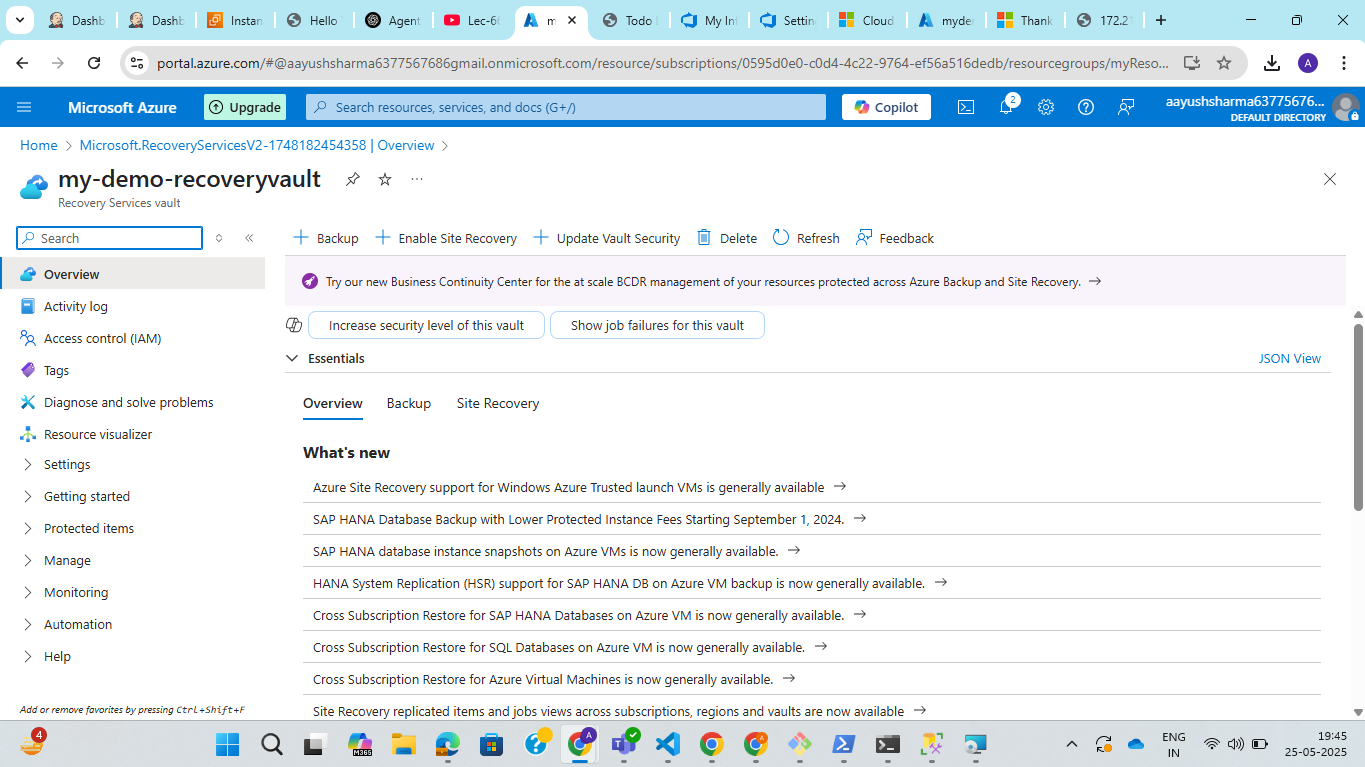 Dashb
Dashb
Instan
Hello
Agent
Lec-66
m
Todo
My Inf
Settin
Cloud
myder
Thank
172.2
portal.azure.com/#@aayushsharma6377567686gmail.onmicrosoft.com/resource/subscriptions/0595d0e0-c0d4-4c22-9764-ef56a516dedb/resourcegroups/myReso...
A
Microsoft Azure
Upgrade
Search resources, services, and docs (G+/)
Copilot
2
aayushsharma63775676...
DEFAULT DIRECTORY
Home > Microsoft.RecoveryServicesV2-1748182454358 | Overview >
my-demo-recoveryvault
...
Recovery Services vault
Search
Backup
Enable Site Recovery
Update Vault Security
Delete
Refresh
Feedback
Overview
Activity log
Access control (IAM)
Tags
Diagnose and solve problems
Resource visualizer
Settings
Getting started
Protected items
Manage
Monitoring
Automation
Help
Add or remove favorites by pressing Ctrl+Shift+F
Try our new Business Continuity Center for the at scale BCDR management of your resources protected across Azure Backup and Site Recovery. →
Increase security level of this vault
Show job failures for this vault
Essentials
JSON View
Overview
Backup
Site Recovery
What's new
Azure Site Recovery support for Windows Azure Trusted launch VMs is generally available →
SAP HANA Database Backup with Lower Protected Instance Fees Starting September 1, 2024. →
SAP HANA database instance snapshots on Azure VMs is now generally available. →
HANA System Replication (HSR) support for SAP HANA DB on Azure VM backup is now generally available. →
Cross Subscription Restore for SAP HANA Databases on Azure VM is now generally available. →
Cross Subscription Restore for SQL Databases on Azure VM is now generally available. →
Cross Subscription Restore for Azure Virtual Machines is now generally available. →
Site Recovery replicated items and jobs views across subscriptions, regions and vaults are now available →
4
M365
A
ENG
IN
19:45
25-05-2025